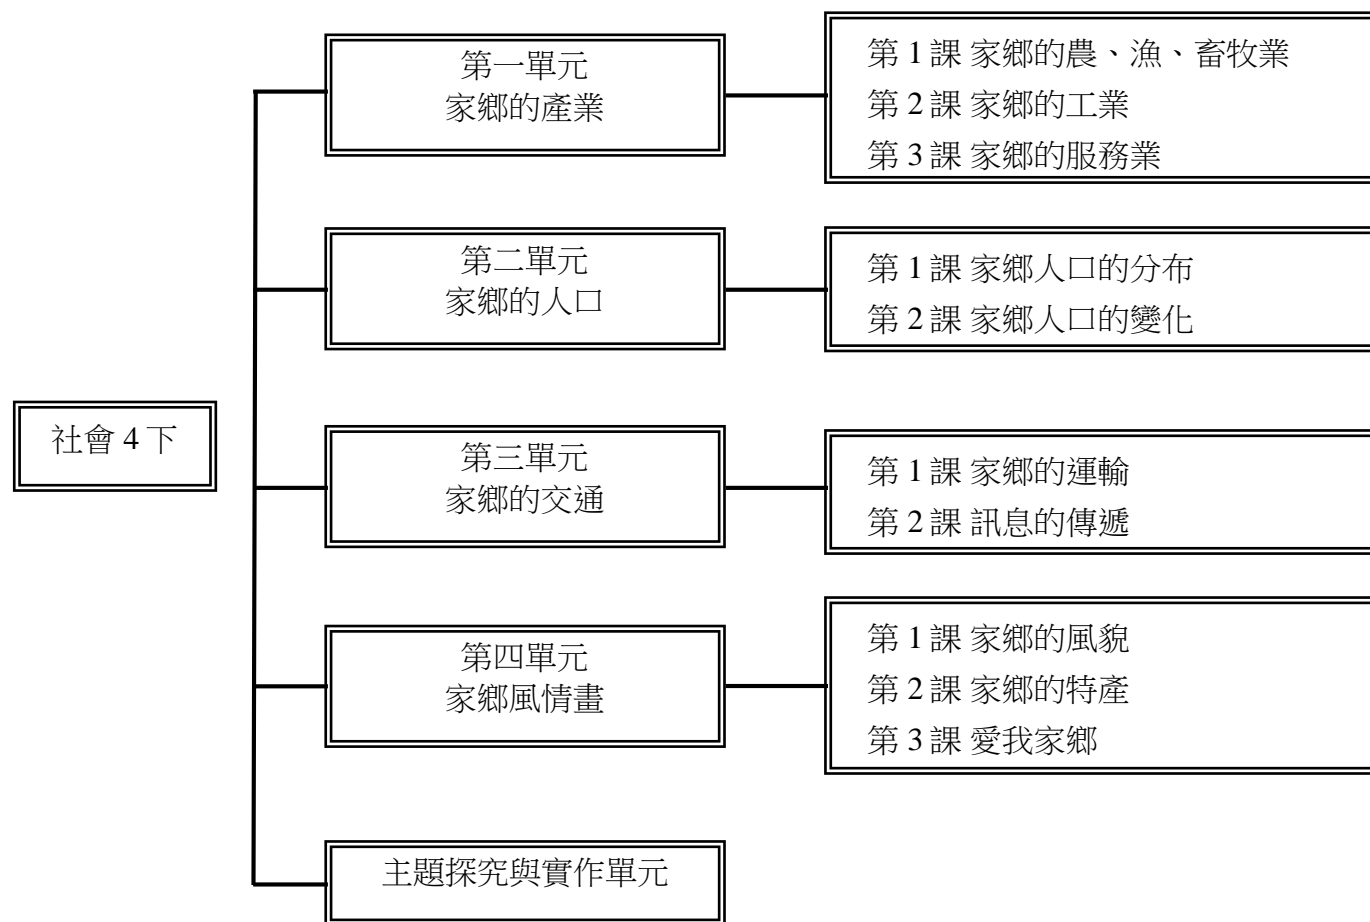 社會 4 下
第一單元
家鄉的產業
第 1 課 家鄉的農、漁、畜牧業
第 2 課 家鄉的工業
第 3 課 家鄉的服務業
第二單元
家鄉的人口
第 1 課 家鄉人口的分布
第 2 課 家鄉人口的變化
第三單元
家鄉的交通
第 1 課 家鄉的運輸
第 2 課 訊息的傳遞
第四單元
家鄉風情畫
第 1 課 家鄉的風貌
第 2 課 家鄉的特產
第 3 課 愛我家鄉
主題探究與實作單元